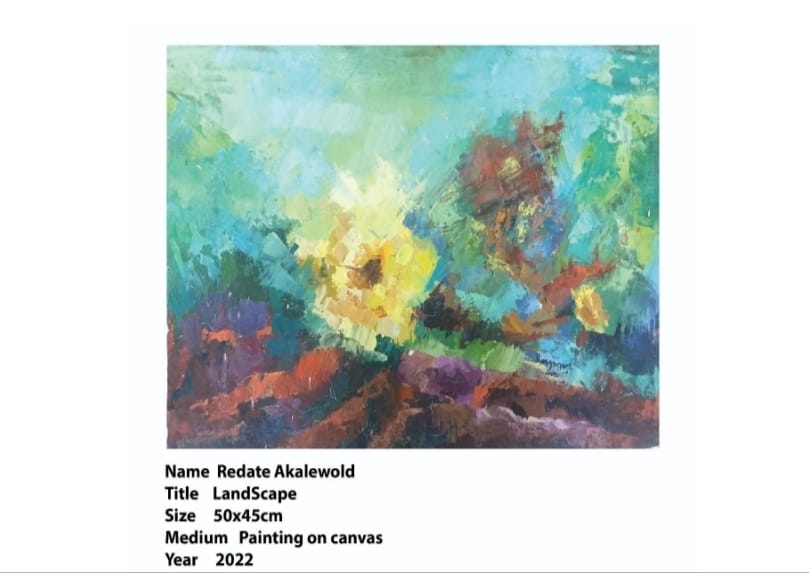 Name Redate Akalewold
Title LandScape
Size 50x45cm
Medium Painting on canvas
Year 2022